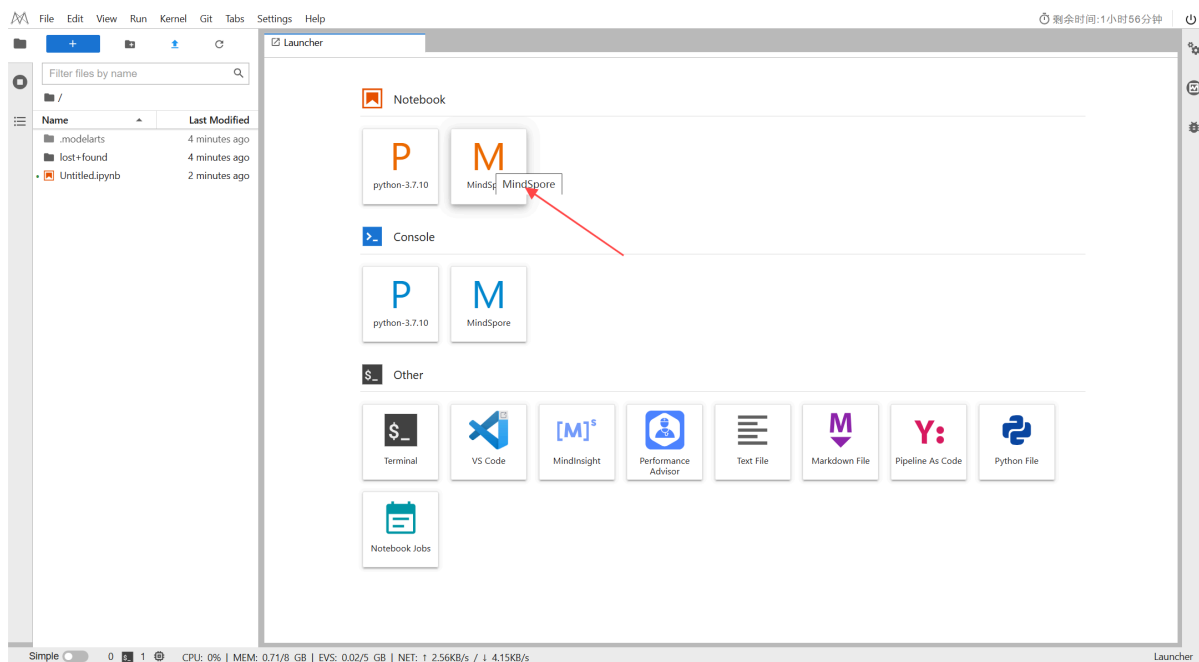 File Edit View Run Kernel Git Tabs Settings Help
剩余时间:1小时56分钟
+
Filter files by name
/
Name Last Modified
.modelarts 4 minutes ago
lost+found 4 minutes ago
Untitled.ipynb 2 minutes ago
Launcher
Notebook
P
python-3.7.10
M
MindSp
MindSpore
Console
P
python-3.7.10
M
MindSpore
$_ Other
$_
Terminal
VS Code
[M]s
MindInsight
Performance
Advisor
Text File
M
Markdown File
Y:
Pipeline As Code
Python File
Notebook Jobs
Simple 0 $_ 1 CPU: 0% | MEM: 0.71/8 GB | EVS: 0.02/5 GB | NET: ↑ 2.56KB/s / ↓ 4.15KB/s Launcher